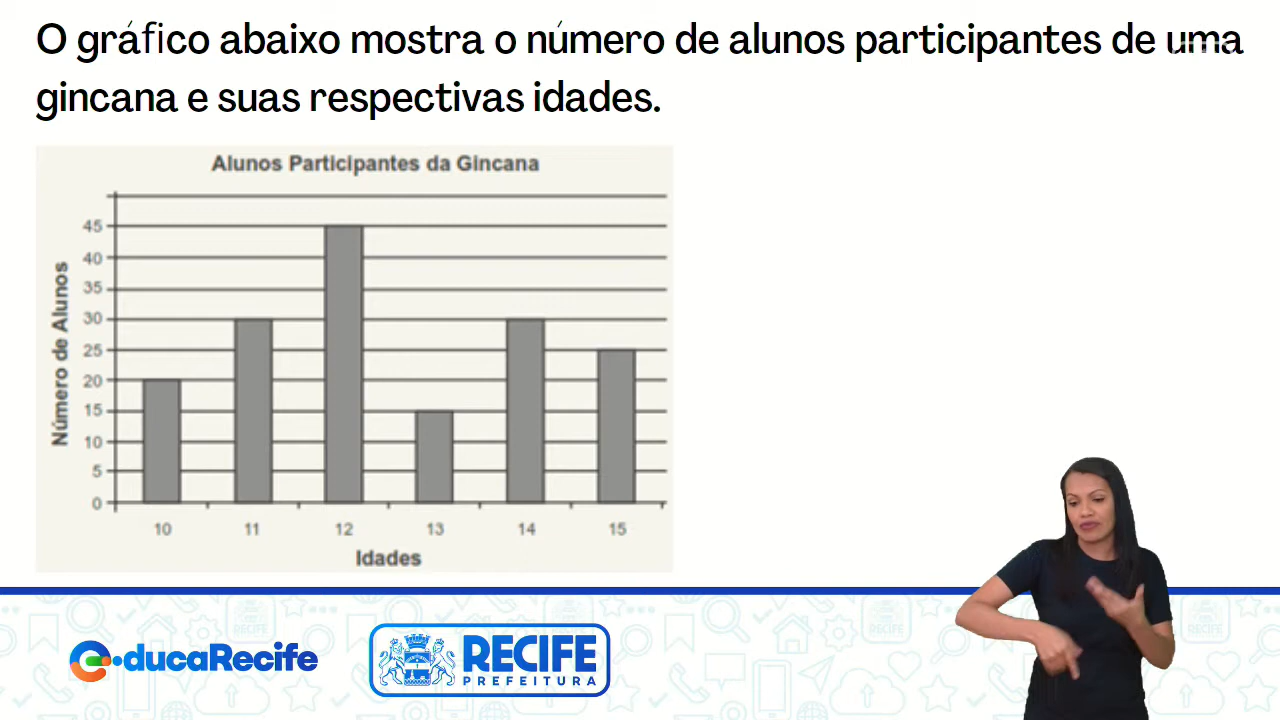 O gráfico abaixo mostra o número de alunos participantes de uma
gincana e suas respectivas idades.
Alunos Participantes da Gincana
Número de Alunos
45
40
35
30
25
20
15
10
5
0
10 11 12 13 14 15
Idades
educaRecife
RECIFE
PREFEITURA